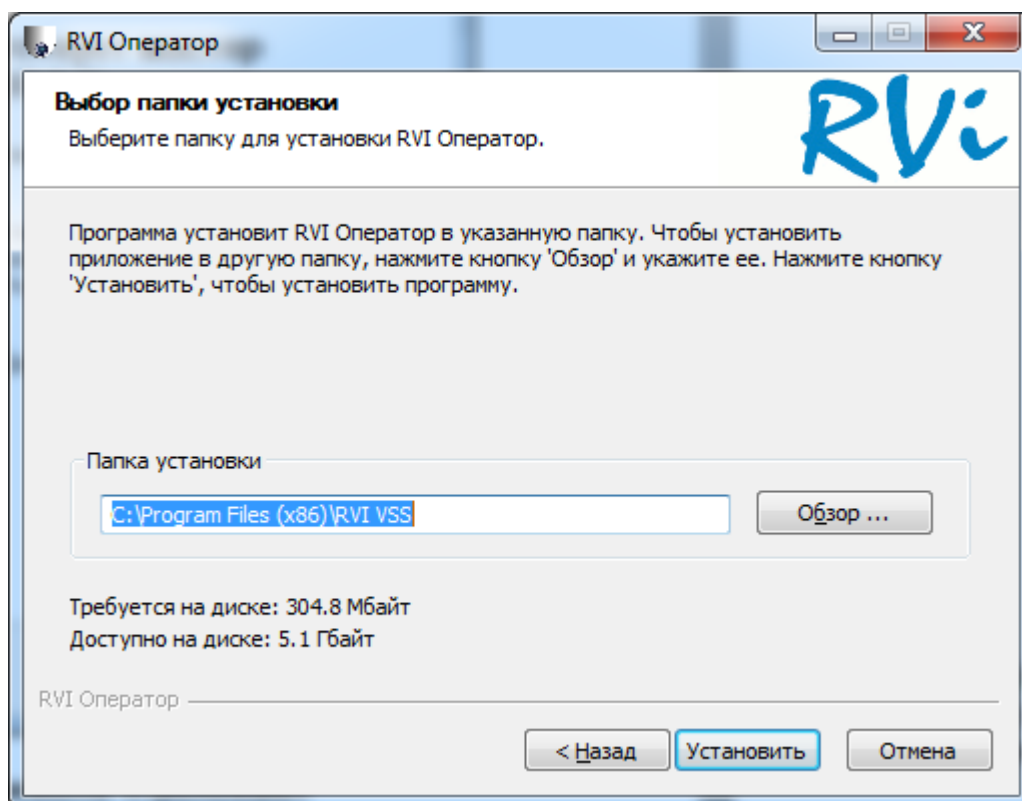 RVI Оператор
Выбор папки установки
Выберите папку для установки RVI Оператор.
RVi
Программа установит RVI Оператор в указанную папку. Чтобы установить
приложение в другую папку, нажмите кнопку 'Обзор' и укажите ее. Нажмите кнопку
'Установить', чтобы установить программу.
Папка установки
C:\Program Files (x86)\RVI VSS
Обзор ...
Требуется на диске: 304.8 Мбайт
Доступно на диске: 5.1 Гбайт
RVI Оператор
< Назад
Установить
Отмена